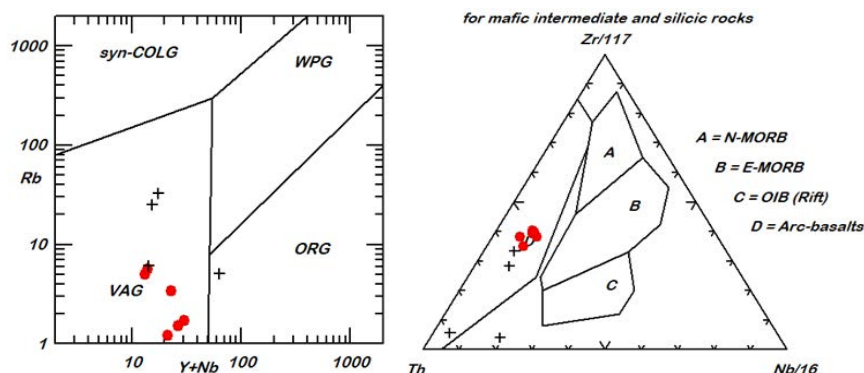 1000
100
Rb
10
1
syn-COLG
WPG
VAG
ORG
10
Y+Nb
100
1000
for mafic intermediate and silicic rocks
Zr/117
A
B
C
D
A = N-MORB
B = E-MORB
C = OIB (Rift)
D = Arc-basalts
Th
Nb/16